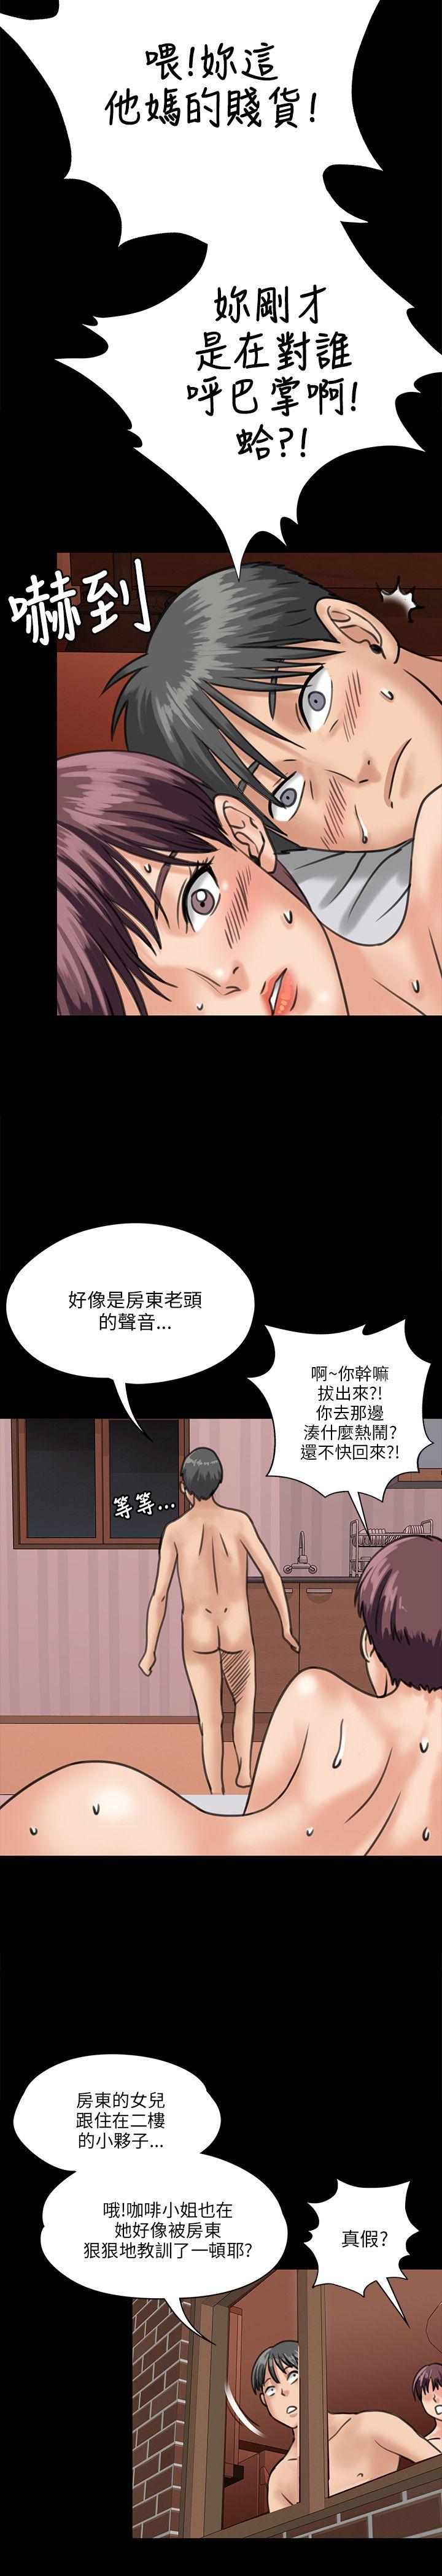 喂!妳這
他媽的賤貨!
妳剛才
是在對誰
呼巴掌啊!
蛤?!
嚇到
好像是房東老頭
的聲音...
啊~你幹嘛
拔出來?!
你去那邊
湊什麼熱鬧?
還不快回來?!
等等...
房東的女兒
跟住在二樓
的小夥子...
哦!咖啡小姐也在
她好像被房東
狠狠地教訓了一頓耶?
真假?